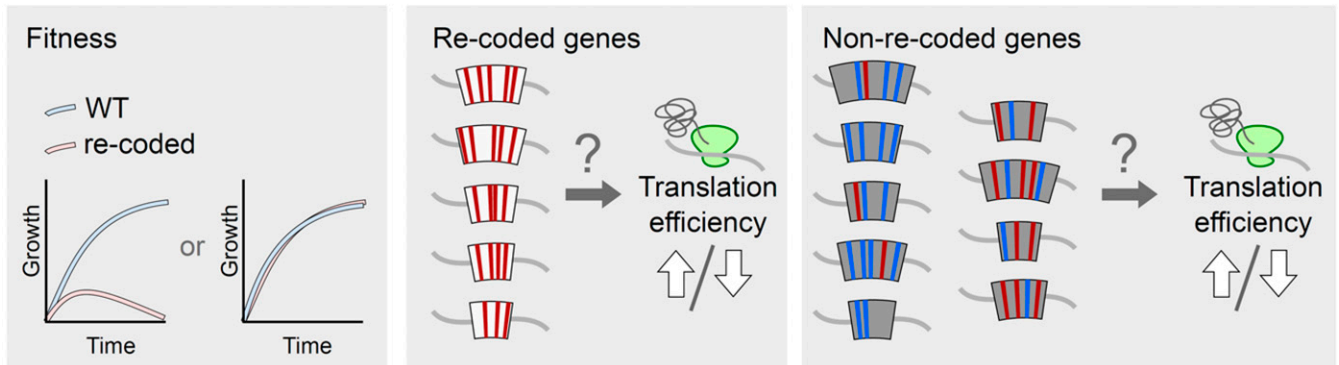 Fitness
WT
re-coded
Growth
Time
or
Growth
Time
Re-coded genes
?
Translation
efficiency
Non-re-coded genes
?
Translation
efficiency